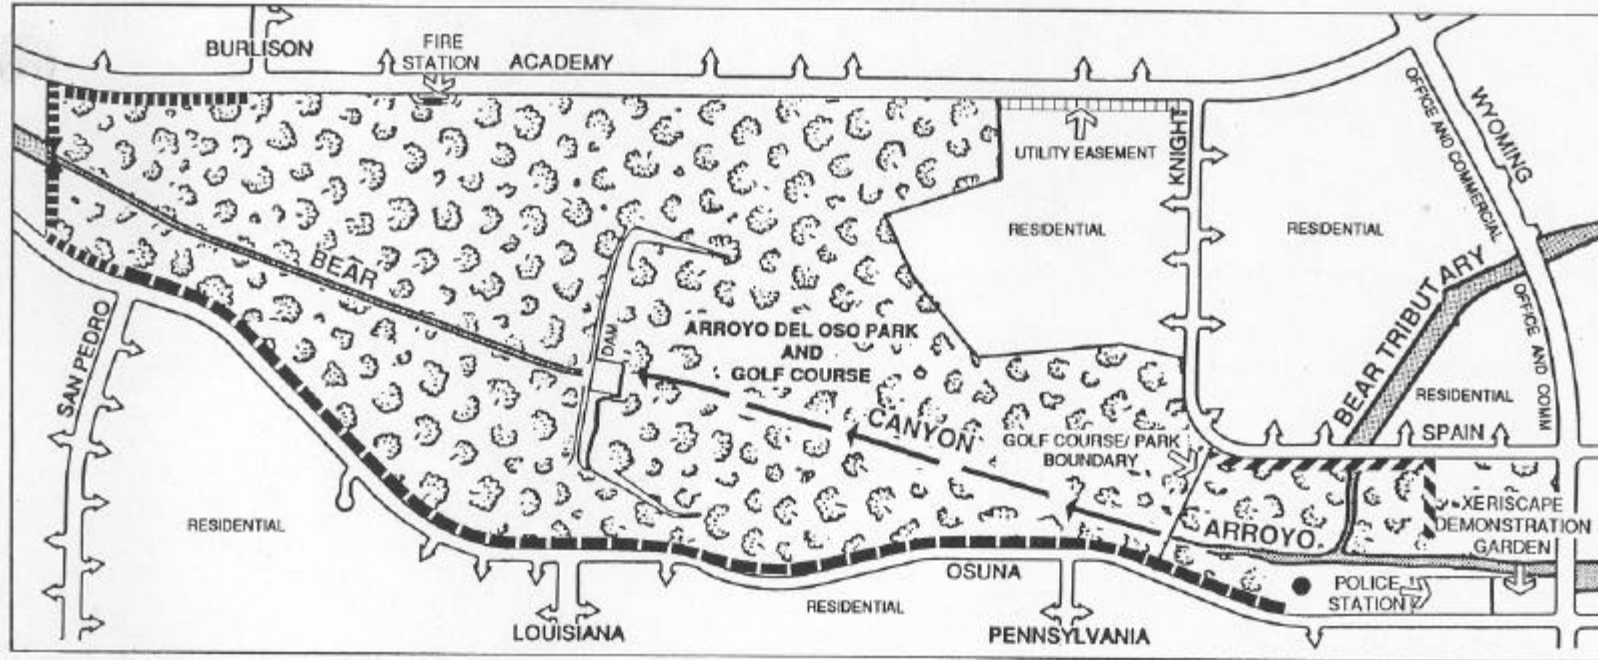 BURLISON
FIRE
STATION
ACADEMY
OFFICE AND COMMERCIAL
WYOMING
KNIGHT
UTILITY EASEMENT
RESIDENTIAL
RESIDENTIAL
BEAR
BEAR TRIBUTARY
OFFICE AND COMM
SAN PEDRO
DAM
ARROYO DEL OSO PARK
AND
GOLF COURSE
RESIDENTIAL
CANYON
GOLF COURSE/ PARK
BOUNDARY
SPAIN
RESIDENTIAL
ARROYO
XERISCAPE
DEMONSTRATION
GARDEN
OSUNA
POLICE
STATION
RESIDENTIAL
LOUISIANA
PENNSYLVANIA